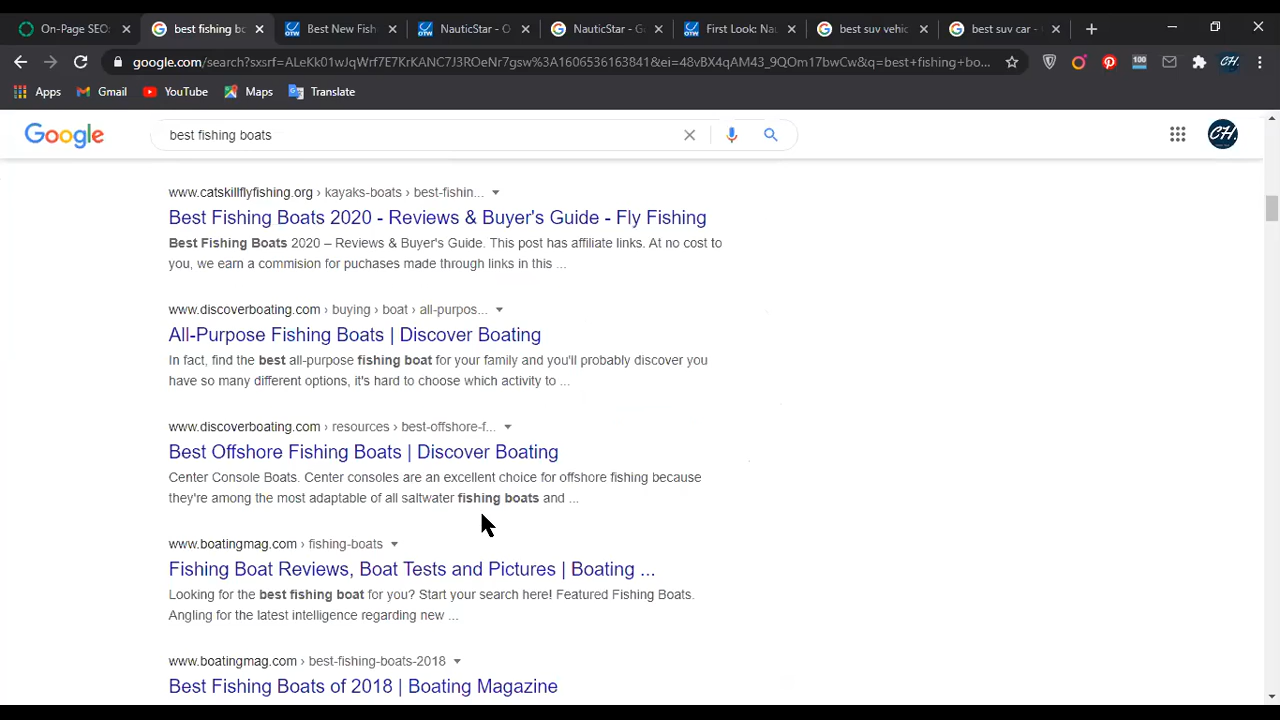 On-Page SEO:
best fishing bo
Best New Fish
NauticStar - O
NauticStar - G
First Look: Nau
best suv vehic
best suv car -
google.com/search?sxsrf=ALeKk01wJqWrf7E7KrKANC7J3ROeNr7gsw%3A1606536163841&ei=48vBX4qAM43_9QOm17bwCw&q=best+fishing+bo...
100
CH.
Apps
Gmail
YouTube
Maps
Translate
Google
best fishing boats
CH.
www.catskillflyfishing.org › kayaks-boats › best-fishin...
Best Fishing Boats 2020 - Reviews & Buyer's Guide - Fly Fishing
Best Fishing Boats 2020 – Reviews & Buyer's Guide. This post has affiliate links. At no cost to
you, we earn a commision for puchases made through links in this ...
www.discoverboating.com › buying › boat › all-purpos...
All-Purpose Fishing Boats | Discover Boating
In fact, find the best all-purpose fishing boat for your family and you'll probably discover you
have so many different options, it's hard to choose which activity to ...
www.discoverboating.com › resources › best-offshore-f...
Best Offshore Fishing Boats | Discover Boating
Center Console Boats. Center consoles are an excellent choice for offshore fishing because
they're among the most adaptable of all saltwater fishing boats and ...
www.boatingmag.com › fishing-boats
Fishing Boat Reviews, Boat Tests and Pictures | Boating ...
Looking for the best fishing boat for you? Start your search here! Featured Fishing Boats.
Angling for the latest intelligence regarding new ...
www.boatingmag.com › best-fishing-boats-2018
Best Fishing Boats of 2018 | Boating Magazine